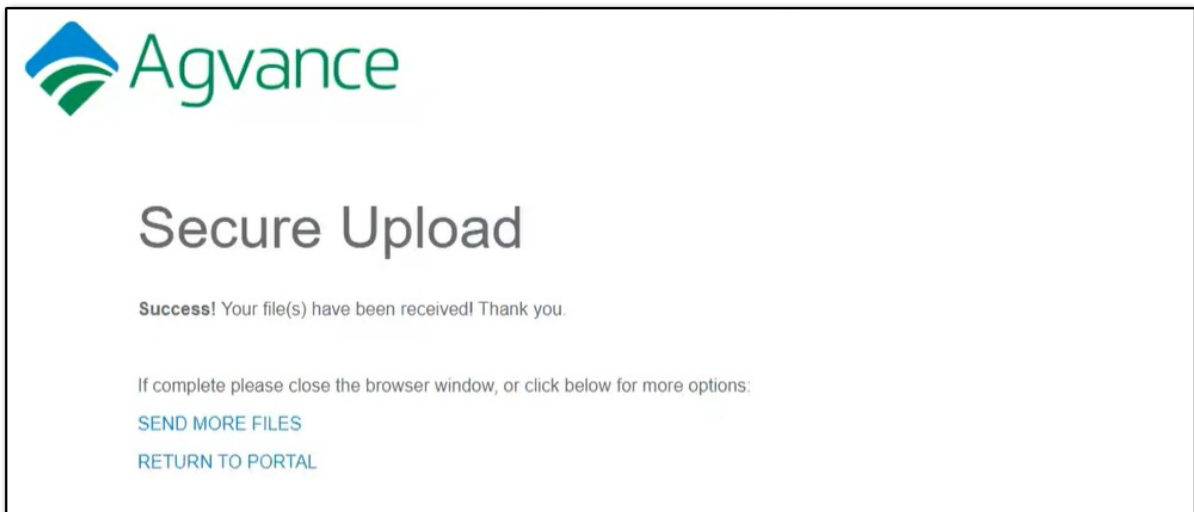 Agvance
Secure Upload
Success! Your file(s) have been received! Thank you.
If complete please close the browser window, or click below for more options:
SEND MORE FILES
RETURN TO PORTAL